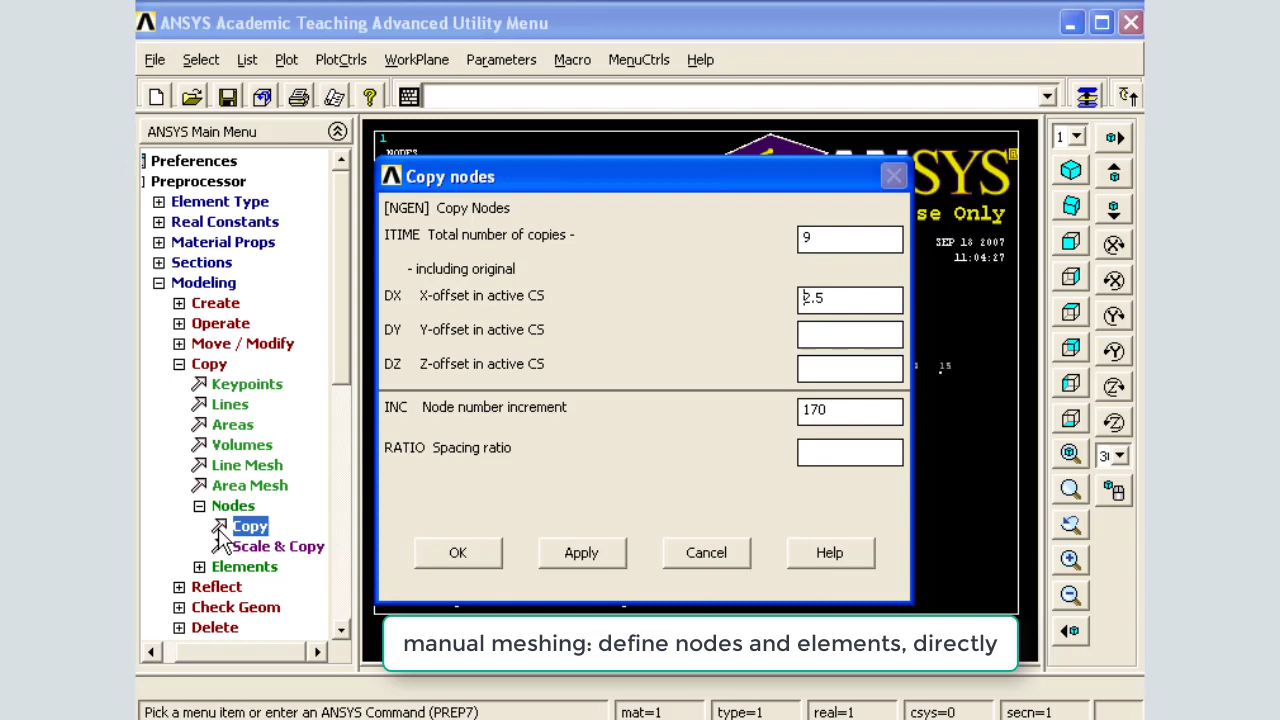 ANSYS Academic Teaching Advanced Utility Menu
File Select List Plot PlotCtrls WorkPlane Parameters Macro MenuCtrls Help
ANSYS Main Menu
Preferences
Preprocessor
Element Type
Real Constants
Material Props
Sections
Modeling
Create
Operate
Move / Modify
Copy
Keypoints
Lines
Areas
Volumes
Line Mesh
Area Mesh
Nodes
Copy
Scale & Copy
Elements
Reflect
Check Geom
Delete
1
NODES
SYS
se Only
SEP 18 2007
11:04:27
15
Copy nodes
[NGEN] Copy Nodes
ITIME Total number of copies - 9
- including original
DX X-offset in active CS 2.5
DY Y-offset in active CS
DZ Z-offset in active CS
INC Node number increment 170
RATIO Spacing ratio
OK Apply Cancel Help
1
manual meshing: define nodes and elements, directly
Pick a menu item or enter an ANSYS Command (PREP7) mat=1 type=1 real=1 csys=0 secn=1